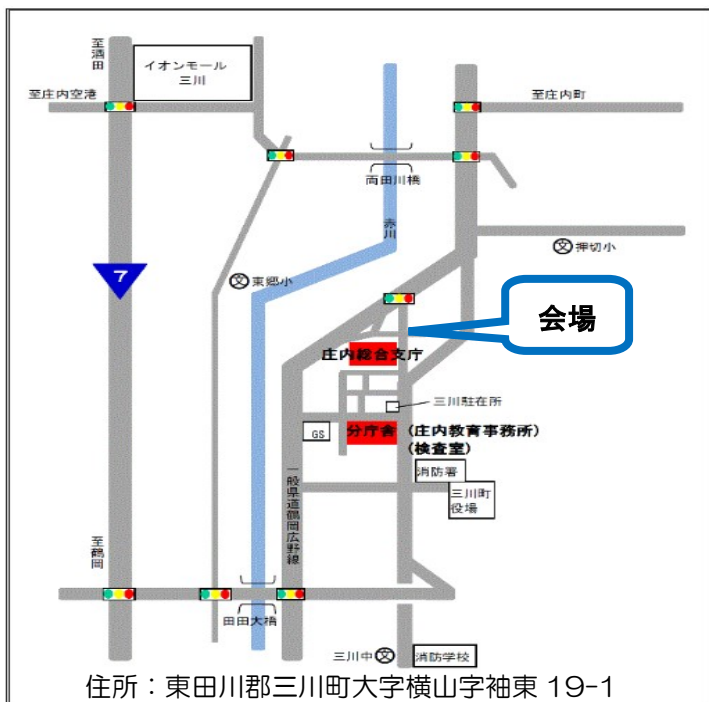 至酒田
イオンモール
三川
至庄内空港
至庄内町
両田川橋
赤川
文 押切小
7
文 東郷小
会場
庄内総合支庁
三川駐在所
GS
分庁舎 (庄内教育事務所)
(検査室)
消防署
三川町
役場
一般県道鶴岡広野線
至鶴岡
田田大橋
三川中 文
消防学校
住所：東田川郡三川町大字横山字袖東 19-1